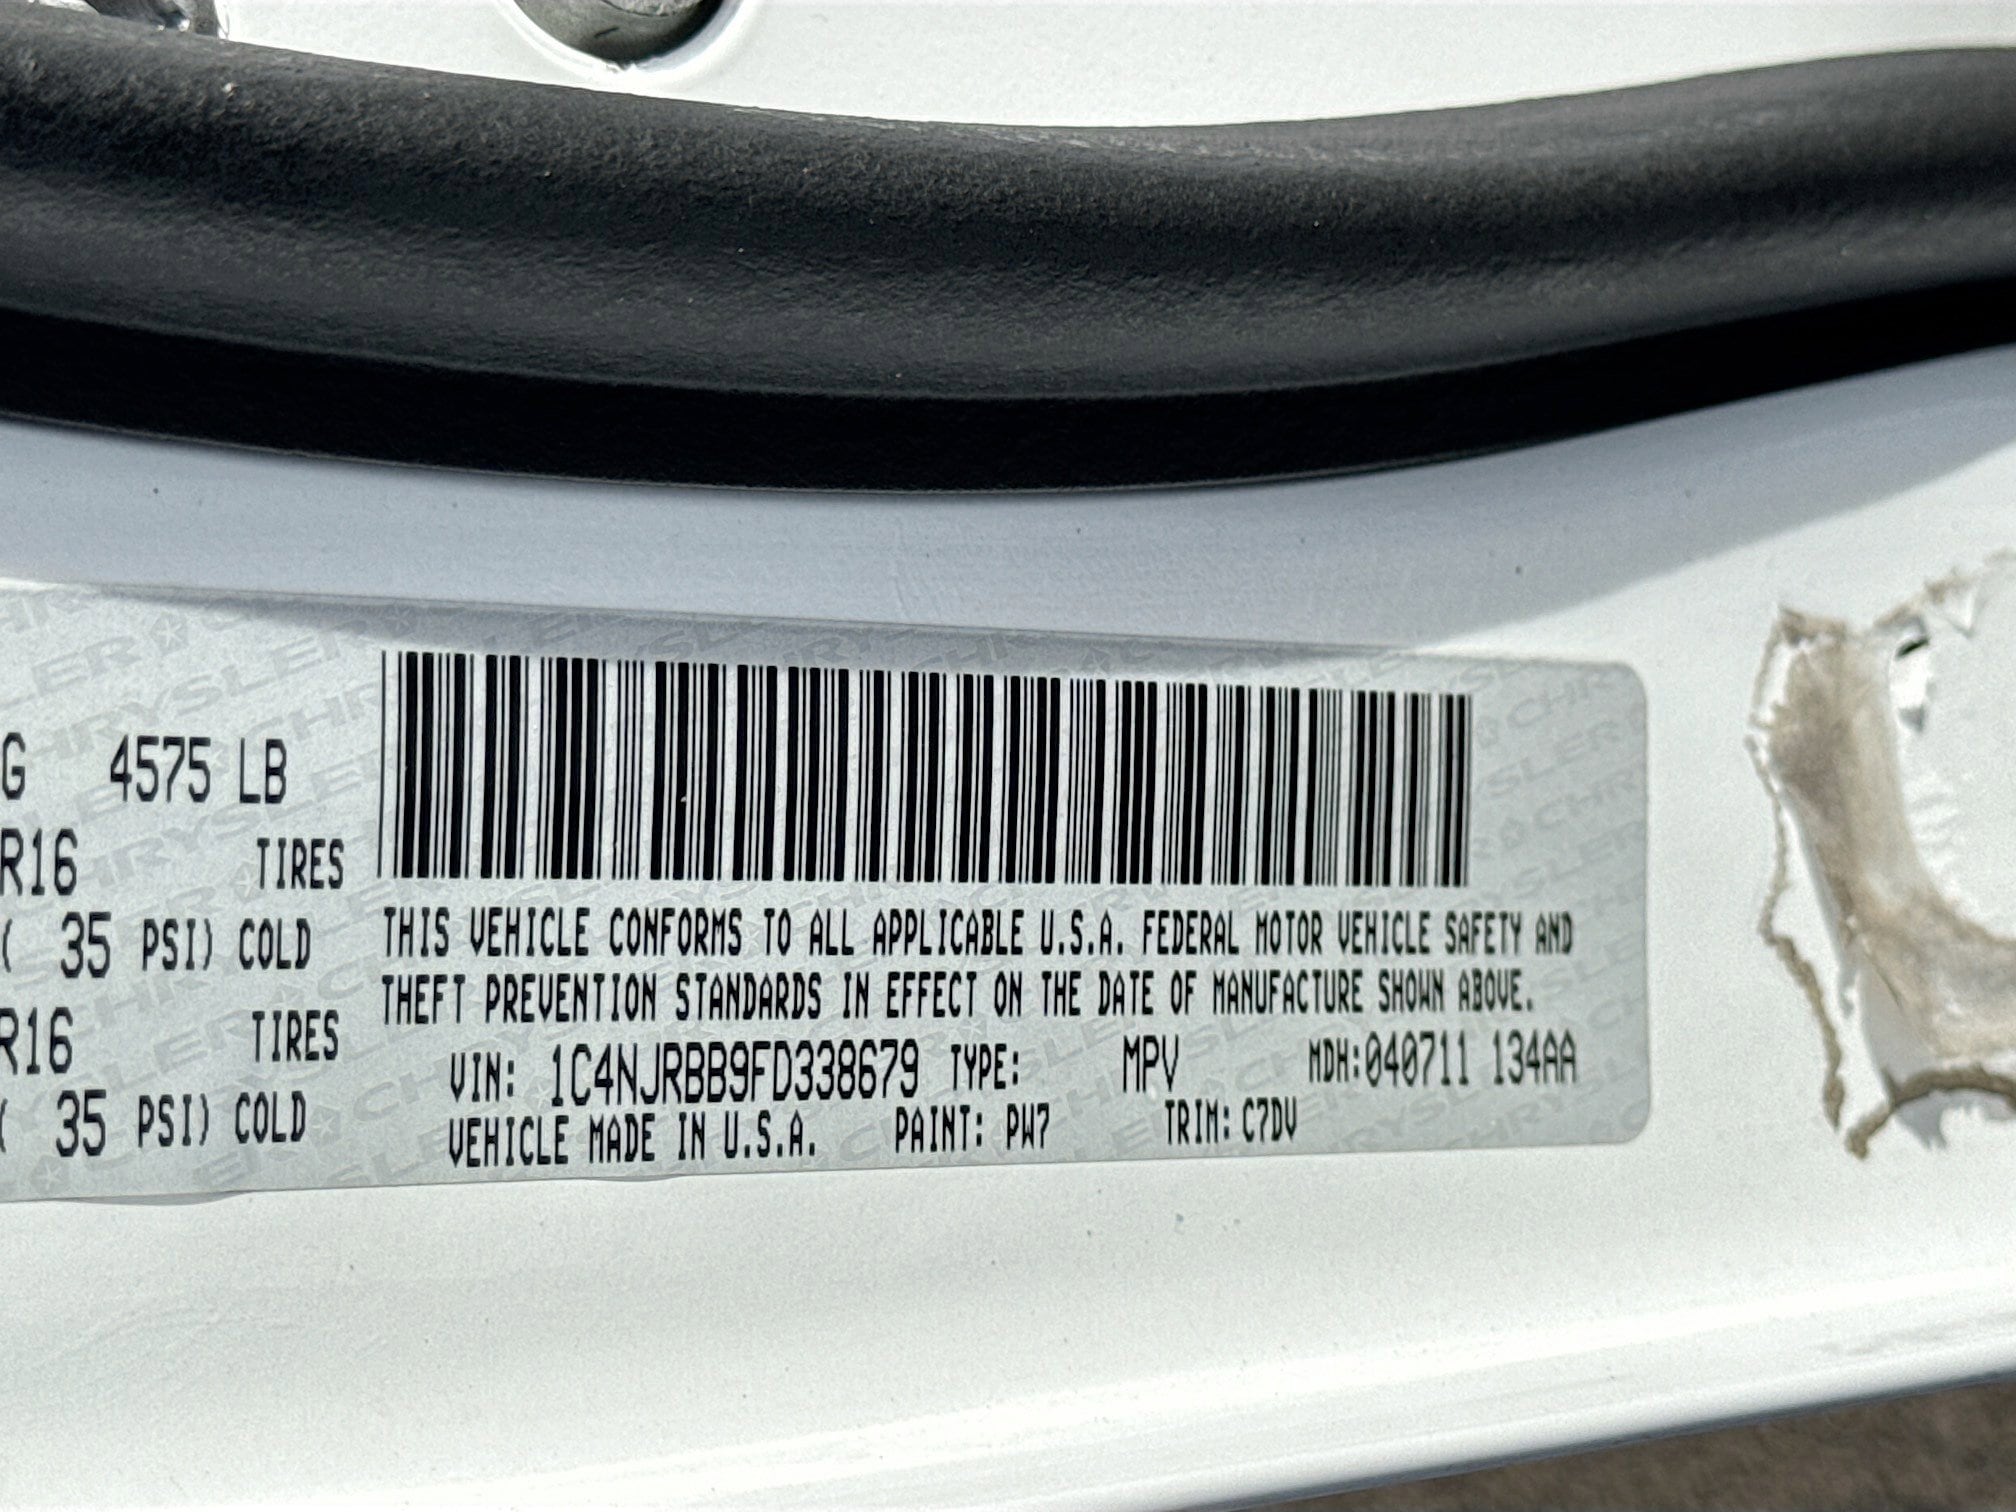 G 4575 LB
R16 TIRES
( 35 PSI) COLD
R16 TIRES
( 35 PSI) COLD
THIS VEHICLE CONFORMS TO ALL APPLICABLE U.S.A. FEDERAL MOTOR VEHICLE SAFETY AND
THEFT PREVENTION STANDARDS IN EFFECT ON THE DATE OF MANUFACTURE SHOWN ABOVE.
VIN: 1C4NJRBB9FD338679 TYPE: MPV MDH:040711 134AA
VEHICLE MADE IN U.S.A. PAINT: PW7 TRIM: C7DV